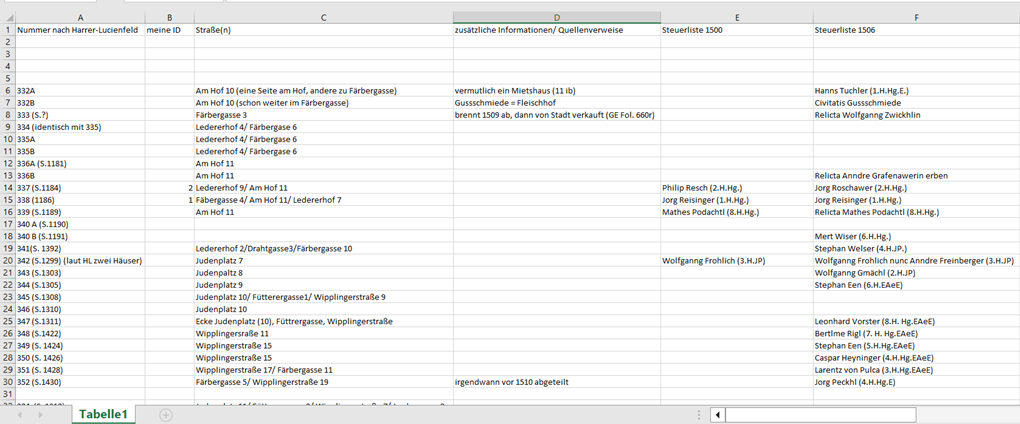 A B C D E F
1 Nummer nach Harrer-Lucienfeld meine ID Straße(n) zusätzliche Informationen/ Quellenverweise Steuerliste 1500 Steuerliste 1506
2
3
4
5
6 332A Am Hof 10 (eine Seite am Hof, andere zu Färbergasse) vermutlich ein Mietshaus (11 ib) Hanns Tuchler (1.H.Hg.E.)
7 332B Am Hof 10 (schon weiter im Färbergasse) Gussschmiede = Fleischhof Civitatis Gussschmiede
8 333 (S.?) Färbergasse 3 brennt 1509 ab, dann von Stadt verkauft (GE Fol. 660r) Relicta Wolfganng Zwickhlin
9 334 (identisch mit 335) Ledererhof 4/ Färbergase 6
10 335A Ledererhof 4/ Färbergase 6
11 335B Ledererhof 4/ Färbergase 6
12 336A (S.1181) Am Hof 11
13 336B Am Hof 11 Relicta Anndre Grafenawerin erben
14 337 (S.1184) 2 Ledererhof 9/ Am Hof 11 Philip Resch (2.H.Hg.) Jorg Roschawer (2.H.Hg.)
15 338 (1186) 1 Fäbergasse 4/ Am Hof 11/ Ledererhof 7 Jorg Reisinger (1.H.Hg.) Jorg Reisinger (1.H.Hg.)
16 339 (S.1189) Am Hof 11 Mathes Podachtl (8.H.Hg.) Relicta Mathes Podachtl (8.H.Hg.)
17 340 A (S.1190)
18 340 B (S.1191) Mert Wiser (6.H.Hg.)
19 341(S. 1392) Ledererhof 2/Drahtgasse3/Färbergasse 10 Stephan Welser (4.H.JP.)
20 342 (S.1299) (laut HL zwei Häuser) Judenplatz 7 Wolfganng Frohlich (3.H.JP) Wolfganng Frohlich nunc Anndre Freinberger (3.H.JP)
21 343 (S.1303) Judenpaltz 8 Wolfganng Gmächl (2.H.JP)
22 344 (S.1305) Judenplatz 9 Stephan Een (6.H.EAeE)
23 345 (S.1308) Judenplatz 10/ Fütterergasse1/ Wipplingerstraße 9
24 346 (S.1310) Judenplatz 10
25 347 (S.1311) Ecke Judenplatz (10), Füttrergasse, Wipplingerstraße Leonhard Vorster (8.H. Hg.EAeE)
26 348 (S.1422) Wipplingersraße 11 Bertlme Rigl (7. H. Hg.EAeE)
27 349 (S. 1424) Wipplingerstraße 15 Stephan Een (5.H.Hg.EAeE)
28 350 (S. 1426) Wipplingerstraße 15 Caspar Heyninger (4.H.Hg.EAeE)
29 351 (S. 1428) Wipplingerstraße 17/ Färbergasse 11 Larentz von Pulca (3.H.Hg.EAeE)
30 352 (S.1430) Färbergasse 5/ Wipplingerstraße 19 irgendwann vor 1510 abgeteilt Jorg Peckhl (4.H.Hg.E)
31
Tabelle1